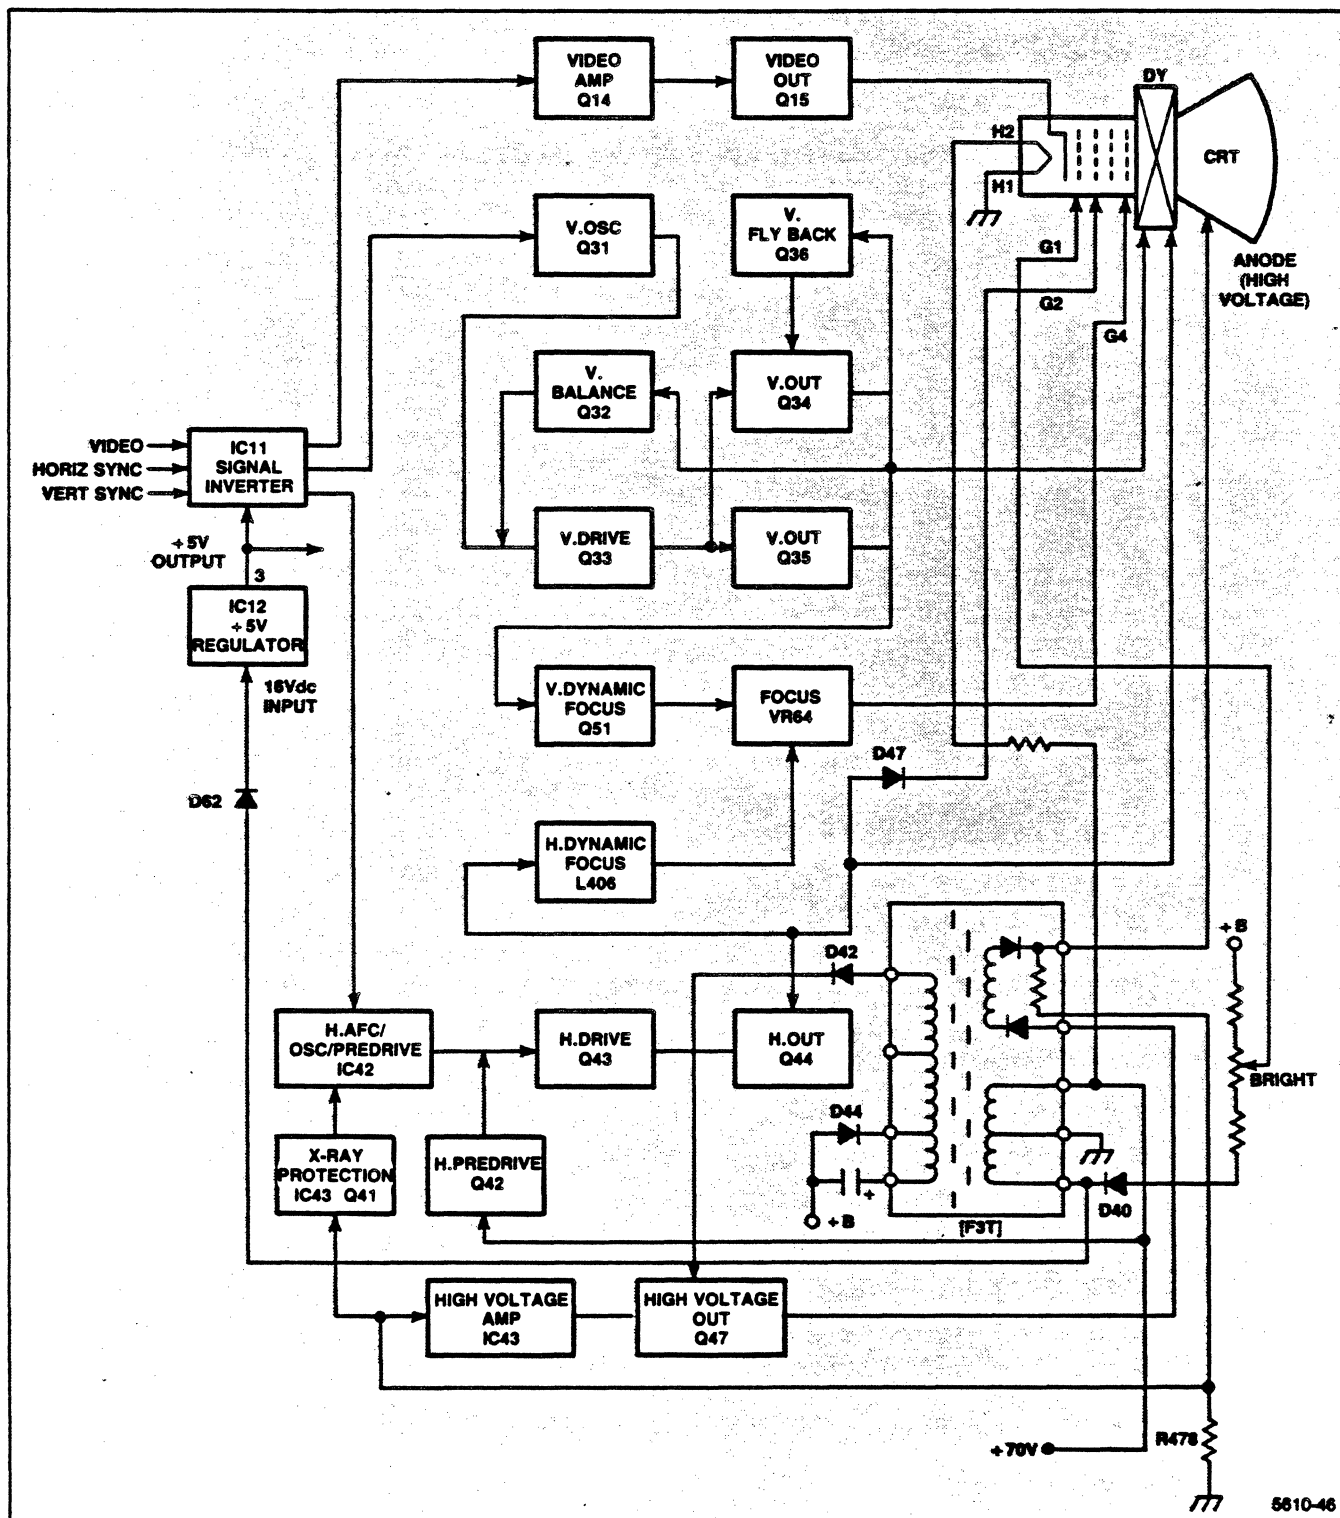 VIDEO
AMP
Q14
VIDEO
OUT
Q15
DY
H2
H1
CRT
V.OSC
Q31
V.
FLY BACK
Q36
G1
G2
G4
ANODE
(HIGH
VOLTAGE)
V.
BALANCE
Q32
V.OUT
Q34
VIDEO
HORIZ SYNC
VERT SYNC
IC11
SIGNAL
INVERTER
V.DRIVE
Q33
V.OUT
Q35
+5V
OUTPUT
3
IC12
+5V
REGULATOR
16Vdc
INPUT
V.DYNAMIC
FOCUS
Q51
FOCUS
VR64
D47
D62
H.DYNAMIC
FOCUS
L406
D42
+B
H.AFC/
OSC/PREDRIVE
IC42
H.DRIVE
Q43
H.OUT
Q44
BRIGHT
D44
X-RAY
PROTECTION
IC43 Q41
H.PREDRIVE
Q42
+
+B
[F3T]
D40
HIGH VOLTAGE
AMP
IC43
HIGH VOLTAGE
OUT
Q47
+70V
R478
5610-46